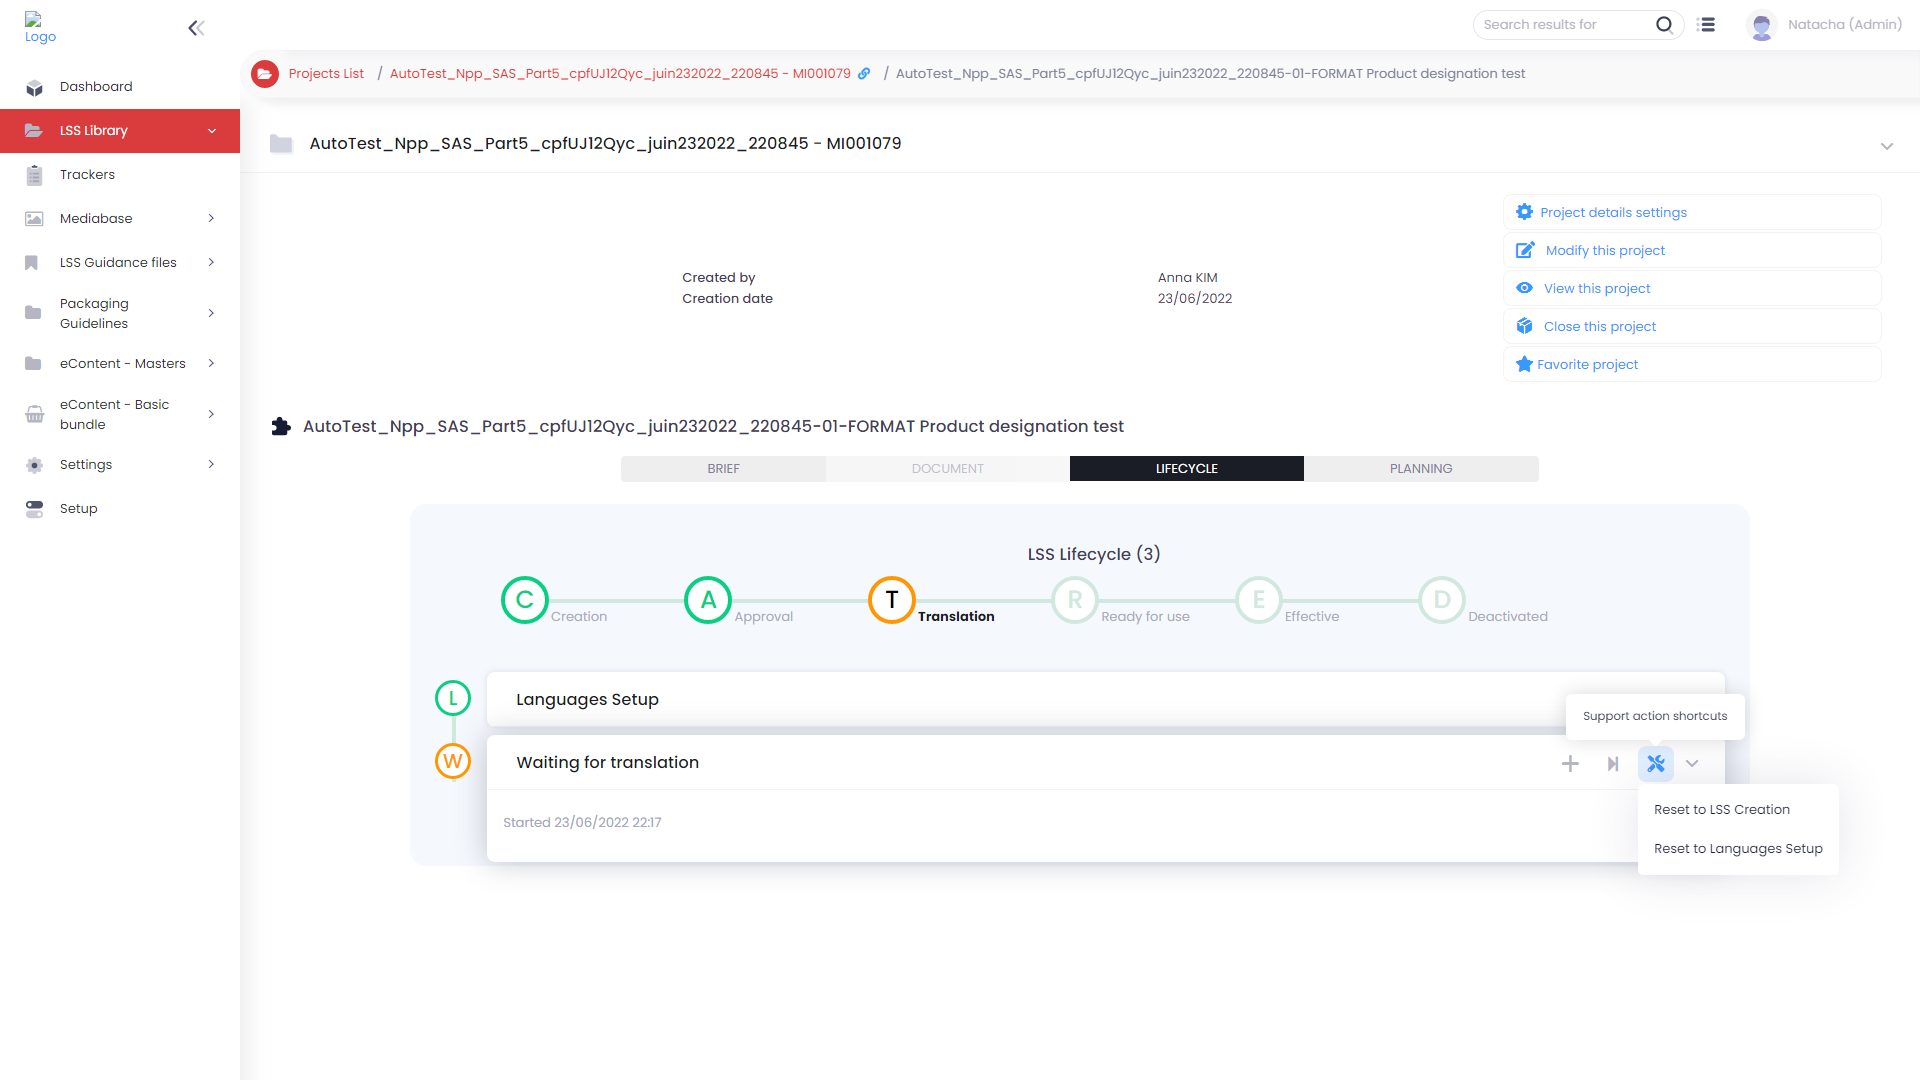 Logo
Search results for
Natacha (Admin)
Projects List / AutoTest_Npp_SAS_Part5_cpfUJ12Qyc_juin232022_220845 - MI001079 / AutoTest_Npp_SAS_Part5_cpfUJ12Qyc_juin232022_220845-01-FORMAT Product designation test
Dashboard
LSS Library
Trackers
Mediabase
LSS Guidance files
Packaging
Guidelines
eContent - Masters
eContent - Basic
bundle
Settings
Setup
AutoTest_Npp_SAS_Part5_cpfUJ12Qyc_juin232022_220845 - MI001079
Created by Anna KIM
Creation date 23/06/2022
Project details settings
Modify this project
View this project
Close this project
Favorite project
AutoTest_Npp_SAS_Part5_cpfUJ12Qyc_juin232022_220845-01-FORMAT Product designation test
BRIEF DOCUMENT LIFECYCLE PLANNING
LSS Lifecycle (3)
C Creation A Approval T Translation R Ready for use E Effective D Deactivated
L Languages Setup
Support action shortcuts
W Waiting for translation
Started 23/06/2022 22:17
Reset to LSS Creation
Reset to Languages Setup